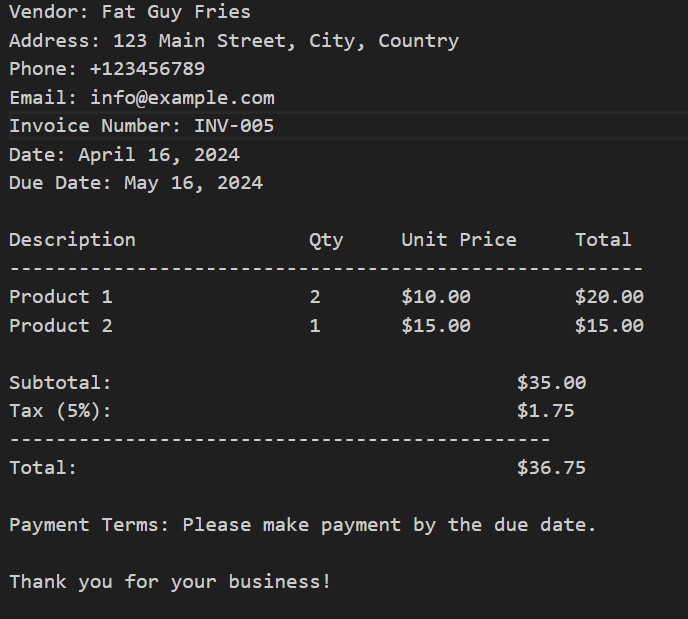 Vendor: Fat Guy Fries
Address: 123 Main Street, City, Country
Phone: +123456789
Email: info@example.com
Invoice Number: INV-005
Date: April 16, 2024
Due Date: May 16, 2024
Description Qty Unit Price Total
-------------------------------------------------------
Product 1 2 $10.00 $20.00
Product 2 1 $15.00 $15.00
Subtotal: $35.00
Tax (5%): $1.75
-----------------------------------------------
Total: $36.75
Payment Terms: Please make payment by the due date.
Thank you for your business!